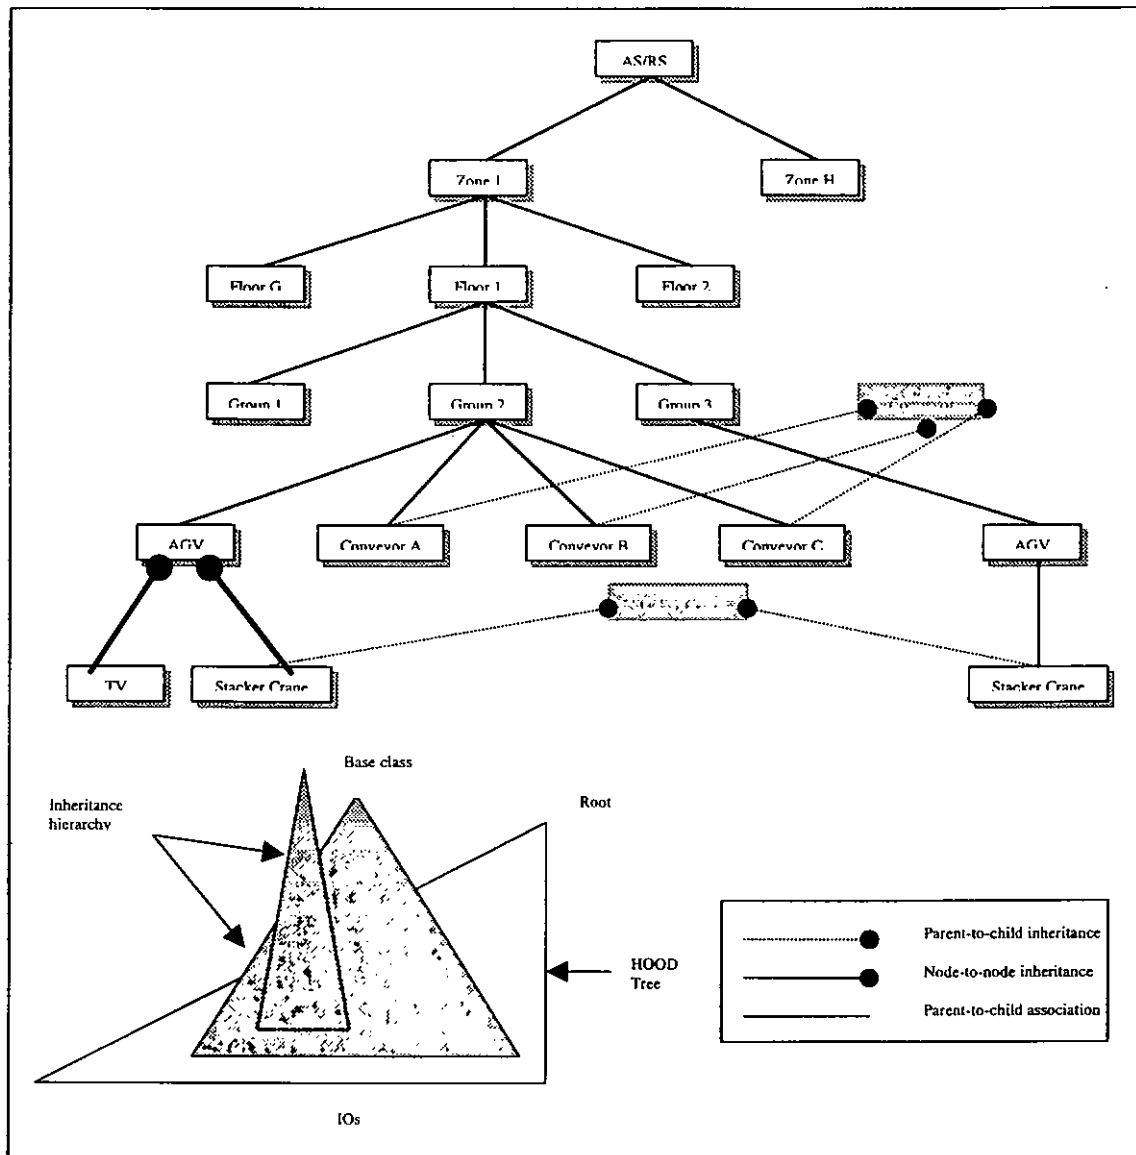 AS/RS
Zone 1
Zone H
Floor G
Floor 1
Floor 2
Group 1
Group 2
Group 3
AGV
Conveyor A
Conveyor B
Conveyor C
AGV
TV
Stacker Crane
Stacker Crane
Base class
Inheritance
hierarchy
Root
HOOD
Tree
IOs
Parent-to-child inheritance
Node-to-node inheritance
Parent-to-child association